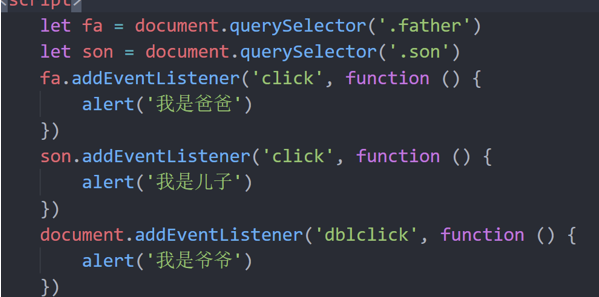 <script>
let fa = document.querySelector('.father')
let son = document.querySelector('.son')
fa.addEventListener('click', function () {
alert('我是爸爸')
})
son.addEventListener('click', function () {
alert('我是儿子')
})
document.addEventListener('dblclick', function () {
alert('我是爷爷')
})